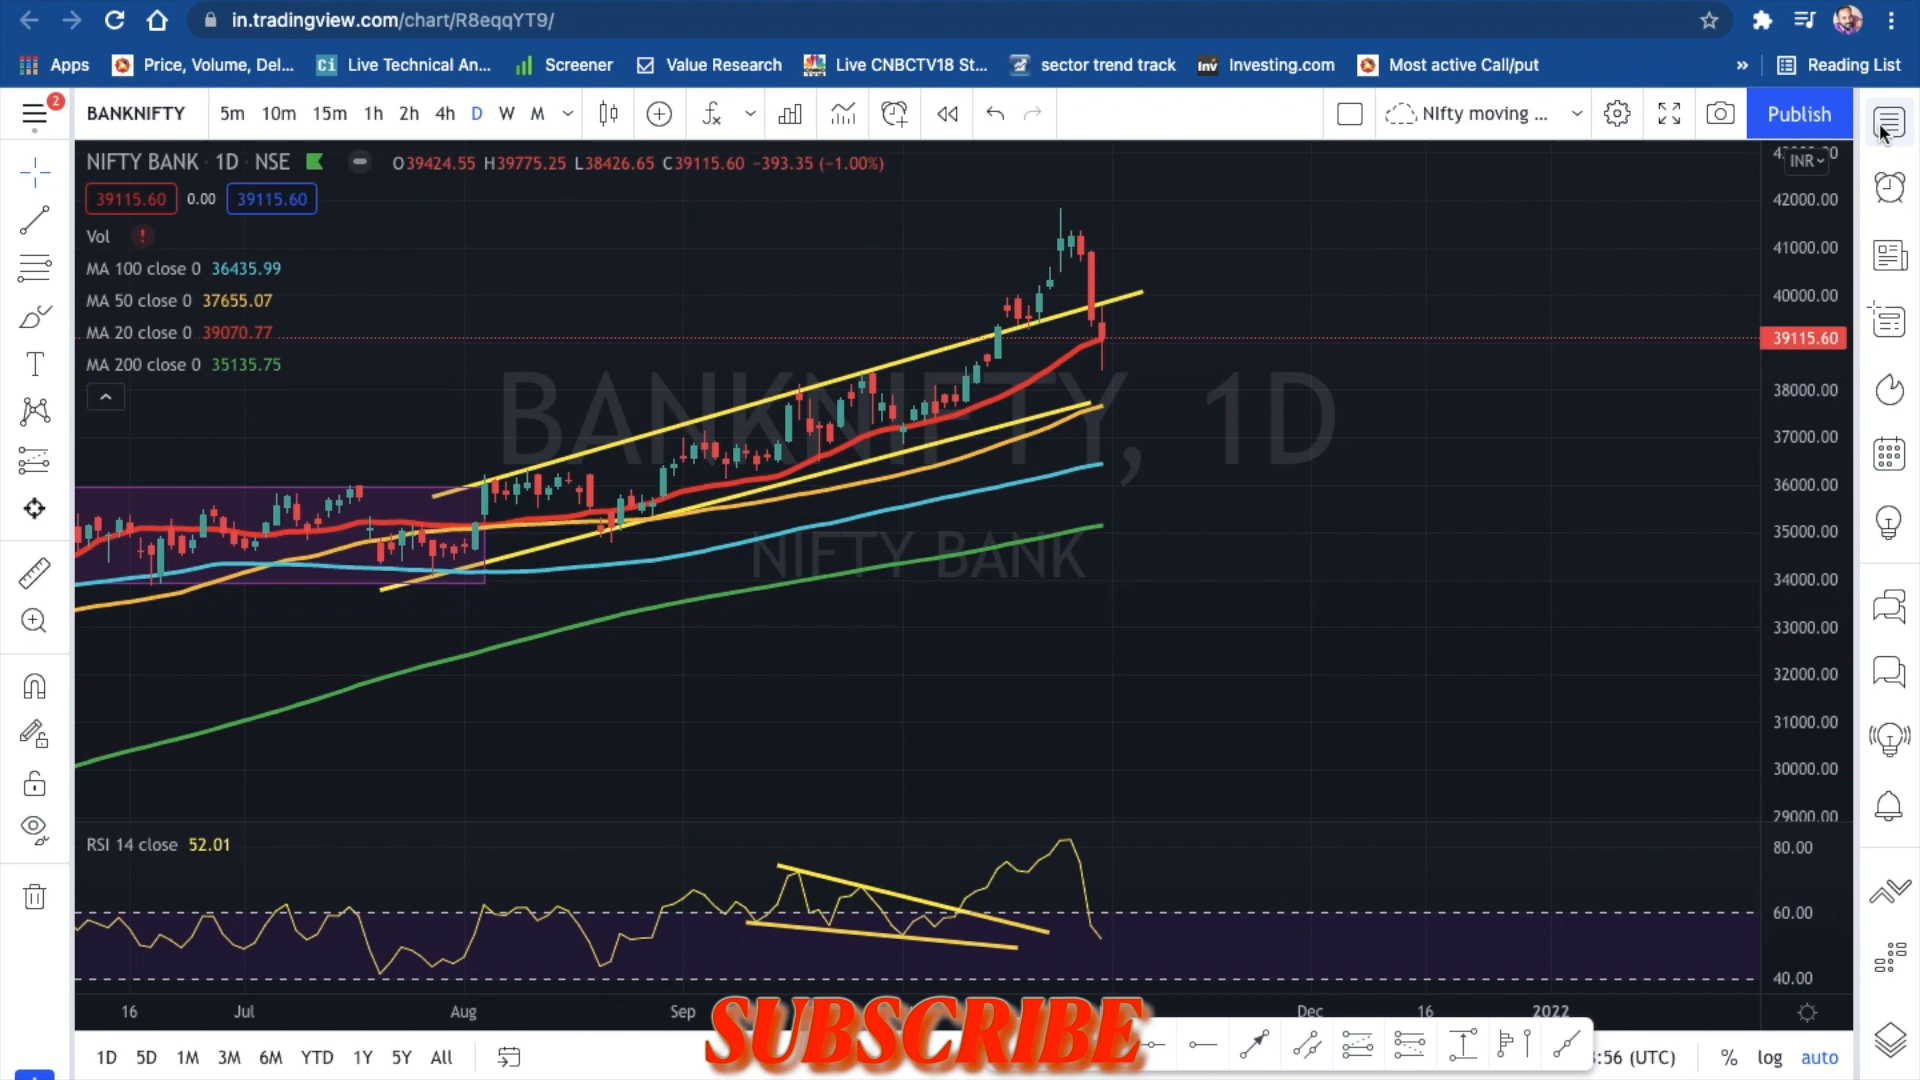 in.tradingview.com/chart/R8eqqYT9/
Apps Price, Volume, Del... Ci Live Technical An... Screener Value Research Live CNBCTV18 St... sector trend track Inv Investing.com Most active Call/put » Reading List
2 BANKNIFTY 5m 10m 15m 1h 2h 4h D W M NIfty moving ... Publish
NIFTY BANK · 1D · NSE O39424.55 H39775.25 L38426.65 C39115.60 −393.35 (−1.00%)
INR
39115.60 0.00 39115.60
42000.00
Vol !
41000.00
MA 100 close 0 36435.99
MA 50 close 0 37655.07
40000.00
MA 20 close 0 39070.77
39115.60
MA 200 close 0 35135.75
38000.00
BANKNIFTY, 1D
37000.00
36000.00
35000.00
NIFTY BANK
34000.00
33000.00
32000.00
31000.00
30000.00
29000.00
RSI 14 close 52.01
80.00
60.00
40.00
16 Jul Aug Sep Dec 16 2022
SUBSCRIBE
1D 5D 1M 3M 6M YTD 1Y 5Y All :56 (UTC) % log auto